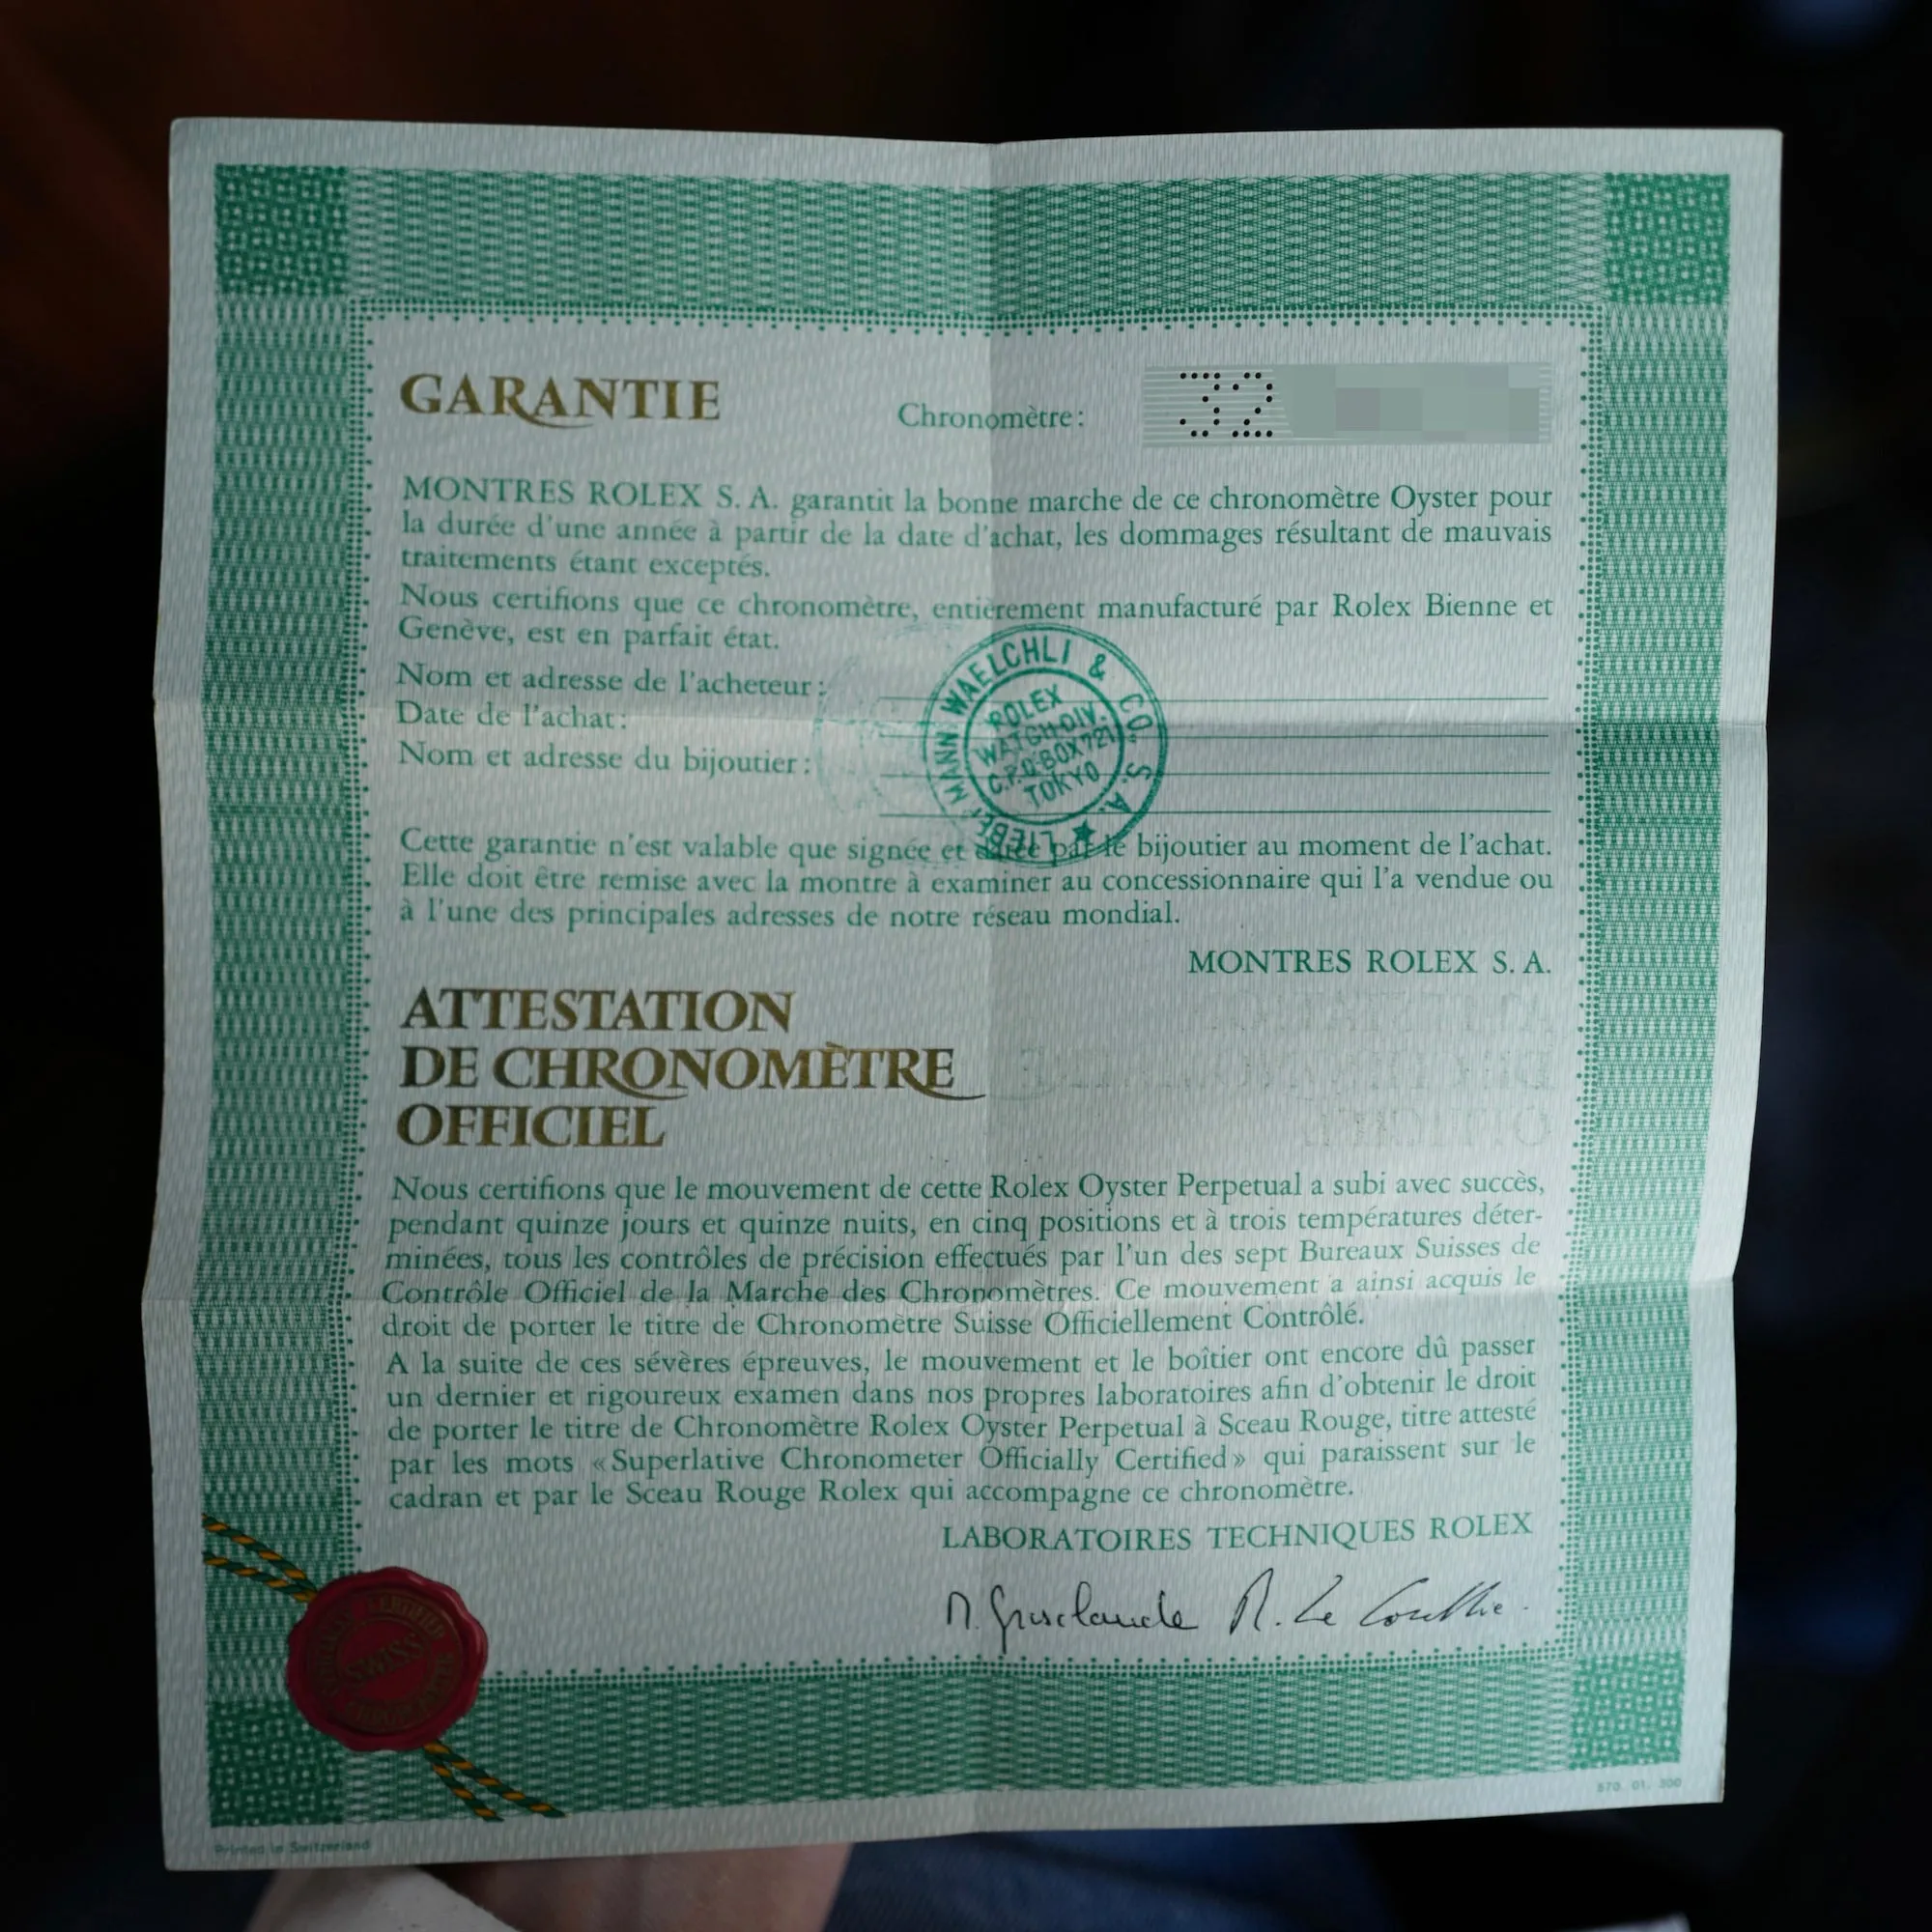 GARANTIE
Chronomètre: 32
MONTRES ROLEX S. A. garantit la bonne marche de ce chronomètre Oyster pour
la durée d'une année à partir de la date d'achat, les dommages résultant de mauvais
traitements étant exceptés.
Nous certifions que ce chronomètre, entièrement manufacturé par Rolex Bienne et
Genève, est en parfait état.
Nom et adresse de l'acheteur:
Date de l'achat:
Nom et adresse du bijoutier:
LIEBERMANN WAELCHLI & CO. S. A. ★
ROLEX
WATCH DIV.
C.P.O BOX 721
TOKYO
Cette garantie n'est valable que signée et datée par le bijoutier au moment de l'achat.
Elle doit être remise avec la montre à examiner au concessionnaire qui l'a vendue ou
à l'une des principales adresses de notre réseau mondial.
MONTRES ROLEX S. A.
ATTESTATION
DE CHRONOMÈTRE
OFFICIEL
Nous certifions que le mouvement de cette Rolex Oyster Perpetual a subi avec succès,
pendant quinze jours et quinze nuits, en cinq positions et à trois températures déter-
minées, tous les contrôles de précision effectués par l'un des sept Bureaux Suisses de
Contrôle Officiel de la Marche des Chronomètres. Ce mouvement a ainsi acquis le
droit de porter le titre de Chronomètre Suisse Officiellement Contrôlé.
A la suite de ces sévères épreuves, le mouvement et le boîtier ont encore dû passer
un dernier et rigoureux examen dans nos propres laboratoires afin d'obtenir le droit
de porter le titre de Chronomètre Rolex Oyster Perpetual à Sceau Rouge, titre attesté
par les mots «Superlative Chronometer Officially Certified» qui paraissent sur le
cadran et par le Sceau Rouge Rolex qui accompagne ce chronomètre.
LABORATOIRES TECHNIQUES ROLEX
R. Le Coultre.
SWISS
570. 01. 300
Printed in Switzerland